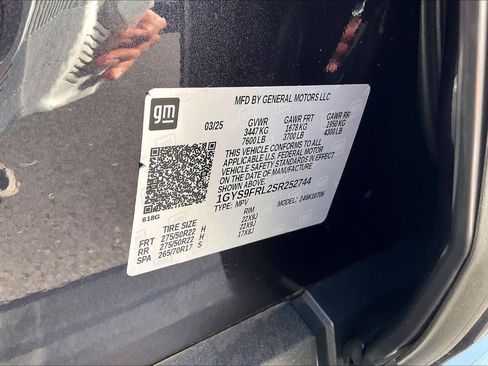 gm
MFD BY GENERAL MOTORS LLC
03/25 GVWR GAWR FRT GAWR RR
3447 KG 1678 KG 1950 KG
7600 LB 3700 LB 4300 LB
THIS VEHICLE CONFORMS TO ALL
APPLICABLE U.S. FEDERAL MOTOR
VEHICLE SAFETY STANDARDS IN EFFECT ON
THE DATE OF MANUFACTURE SHOWN ABOVE.
1GYS9FRL2SR252744
TYPE: MPV MODEL: 246K10706
618G
TIRE SIZE RIM
FRT 275/50R22 H 22X9J
RR 275/50R22 H 22X9J
SPA 265/70R17 S 17X8J